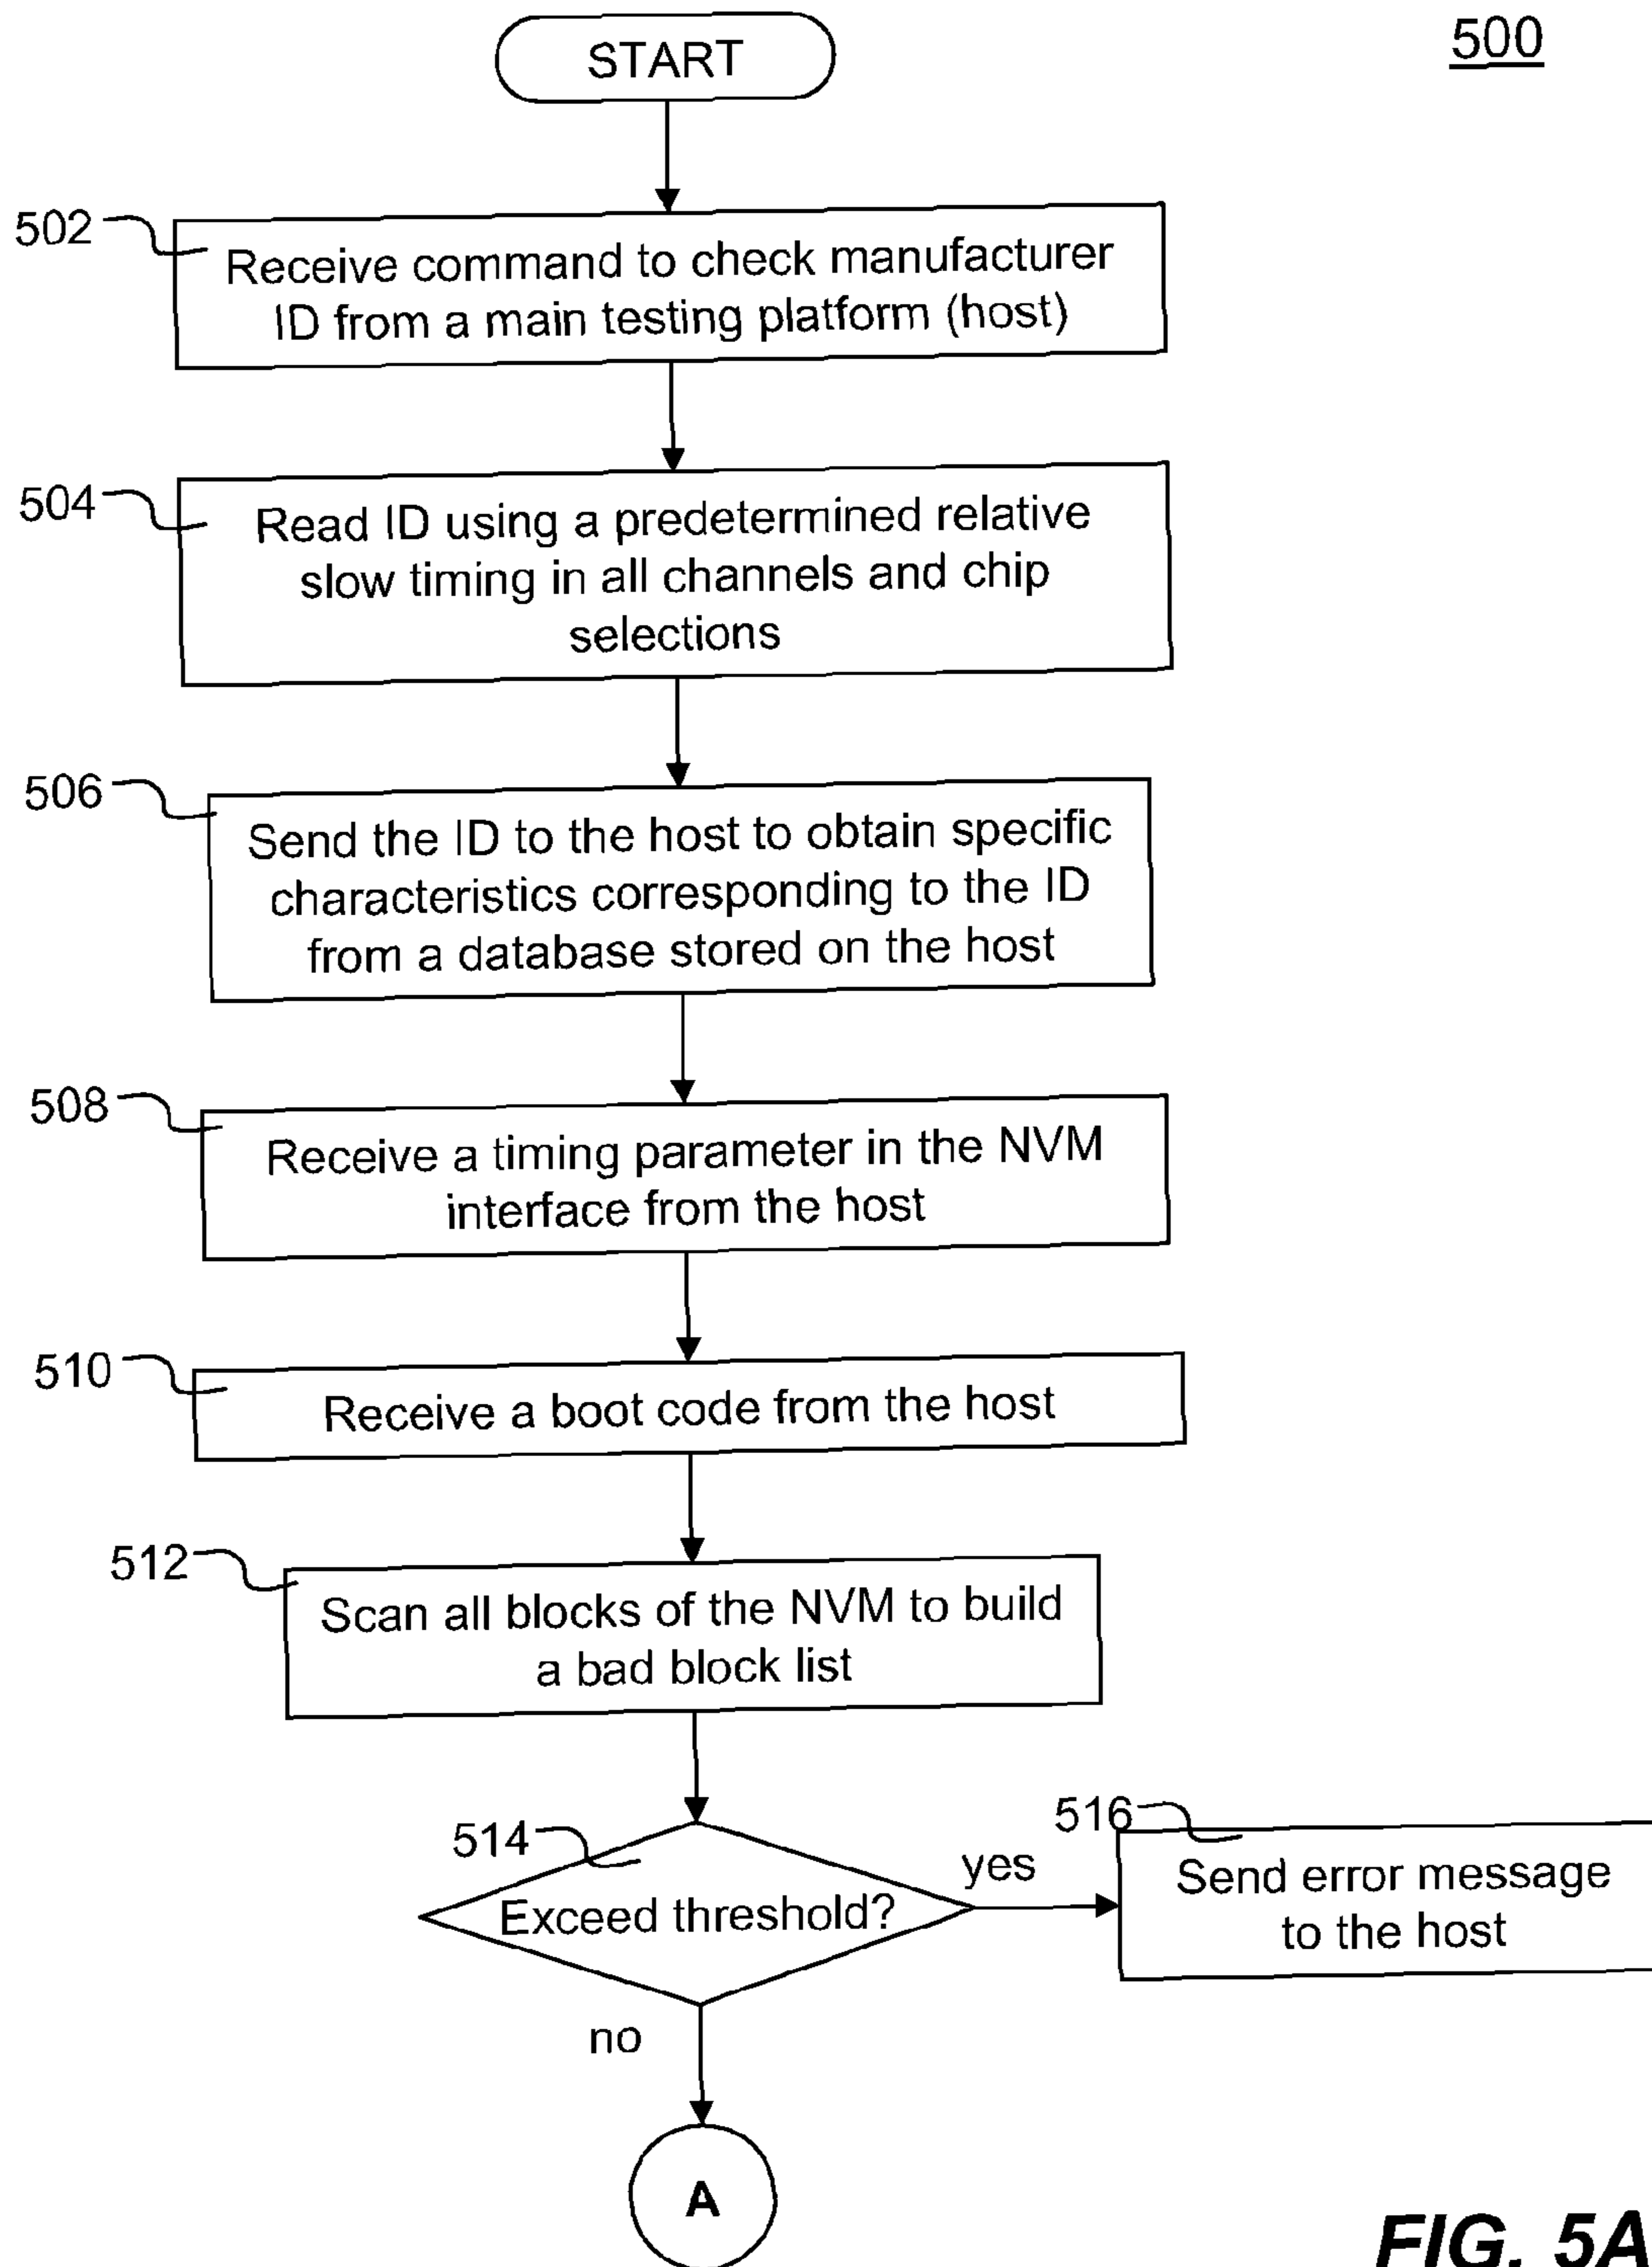 START
500
502
Receive command to check manufacturer
ID from a main testing platform (host)
504
Read ID using a predetermined relative
slow timing in all channels and chip
selections
506
Send the ID to the host to obtain specific
characteristics corresponding to the ID
from a database stored on the host
508
Receive a timing parameter in the NVM
interface from the host
510
Receive a boot code from the host
512
Scan all blocks of the NVM to build
a bad block list
514
Exceed threshold?
yes
516
Send error message
to the host
no
A
FIG. 5A